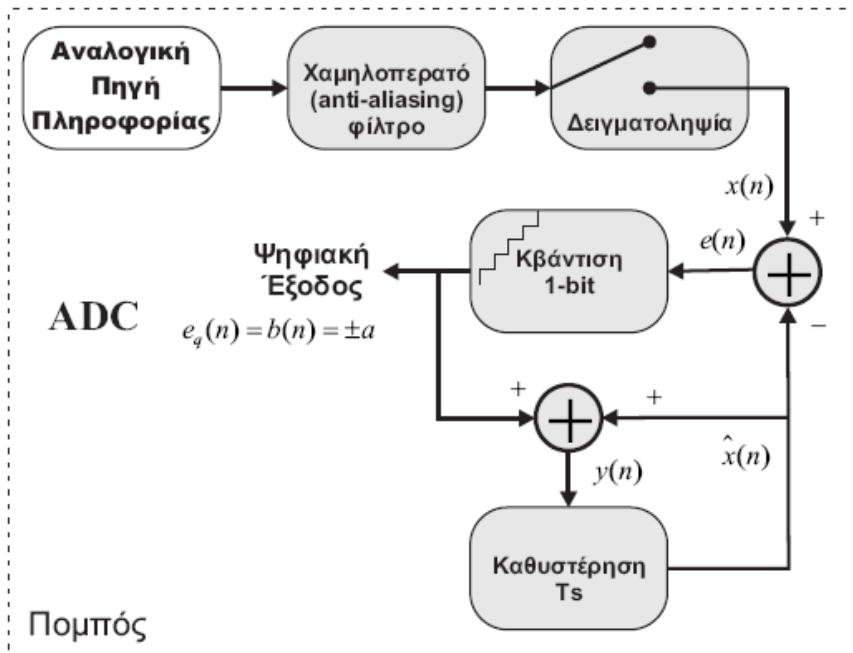 Αναλογική
Πηγή
Πληροφορίας
Χαμηλοπερατό
(anti-aliasing)
φίλτρο
Δειγματοληψία
x(n)
+
e(n)
Κβάντιση
1-bit
Ψηφιακή
Έξοδος
ADC
e_q(n) = b(n) = ±a
+
−
+
+
x̂(n)
y(n)
Καθυστέρηση
Ts
Πομπός